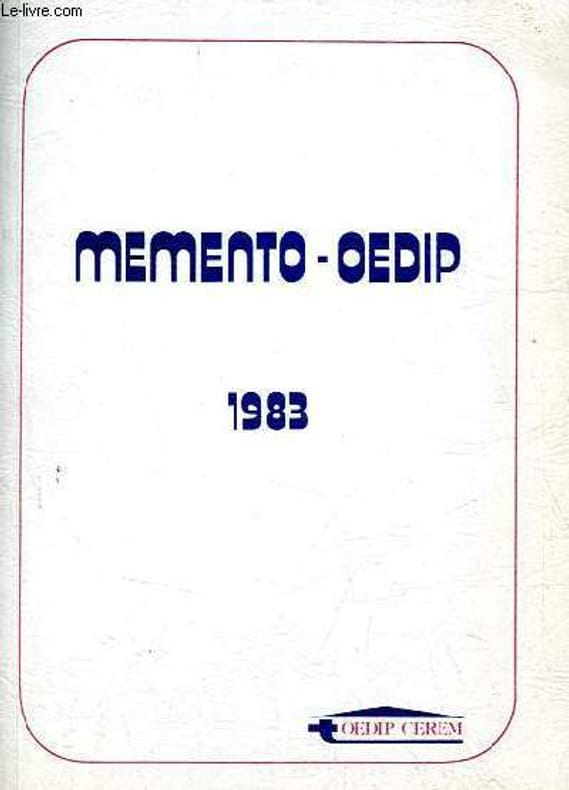 Le-livre.com
MEMENTO - OEDIP
1983
OEDIP CEREM